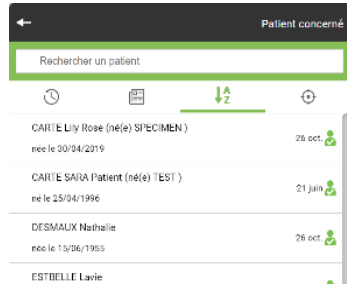 Patient concerné
Rechercher un patient
A
Z
CARTE Lily Rose (né(e) SPECIMEN )
26 oct.
née le 30/04/2019
CARTE SARA Patient (né(e) TEST )
21 juin
né le 25/04/1996
DESMAUX Nathalie
26 oct.
née le 15/06/1955
ESTBELLE Lavie